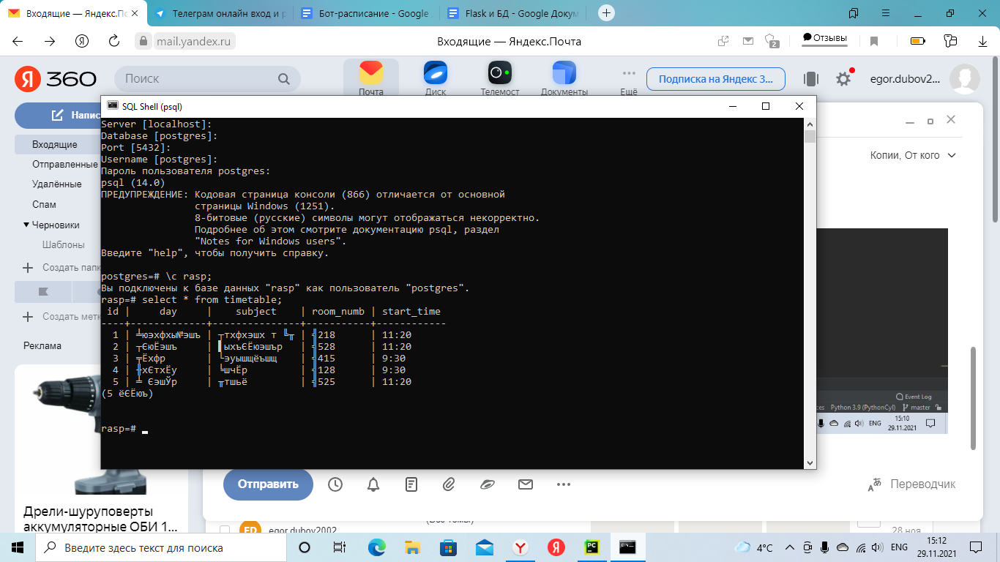 Входящие — Яндекс.По
Телеграм онлайн вход и р
Бот-расписание - Google
Flask и БД - Google Докум
mail.yandex.ru
Входящие — Яндекс.Почта
2
Отзывы
Я 360
Поиск
Почта
Диск
Телемост
Документы
Ещё
Подписка на Яндекс 3...
egor.dubov2...
Напис
Входящие
Отправленные
Удалённые
Спам
Черновики
Шаблоны
Создать папк
Создать метк
Реклама
Дрели-шуруповерты
аккумуляторные ОБИ 1...
SQL Shell (psql)
Server [localhost]:
Database [postgres]:
Port [5432]:
Username [postgres]:
Пароль пользователя postgres:
psql (14.0)
ПРЕДУПРЕЖДЕНИЕ: Кодовая страница консоли (866) отличается от основной
страницы Windows (1251).
8-битовые (русские) символы могут отображаться некорректно.
Подробнее об этом смотрите документацию psql, раздел
"Notes for Windows users".
Введите "help", чтобы получить справку.
postgres=# \c rasp;
Вы подключены к базе данных "rasp" как пользователь "postgres".
rasp=# select * from timetable;
id | day | subject | room_numb | start_time
----+-------------+---------------+-----------+------------
1 | ╧юэхфхы№эшъ | ┬тхфхэшх т ╚╥ | ╣218 | 11:20
2 | ┬ЄюЁэшъ | ▌ыхъЄЁюэшър | ╣528 | 11:20
3 | ╤Ёхфр | └эуышщёъшщ | ╣415 | 9:30
4 | ╫хЄтхЁу | ╘шчЁр | ╣128 | 9:30
5 | ╧ ЄэшЎр | ╥тшьё | ╣525 | 11:20
(5 ёЄЁюъ)
rasp=#
Копии, От кого
Event Log
Python 3.9 (PythonCyl)
master
ENG
15:10
29.11.2021
Отправить
Переводчик
ED
egor.dubov2002
28 ноя
Введите здесь текст для поиска
4°C
ENG
15:12
29.11.2021